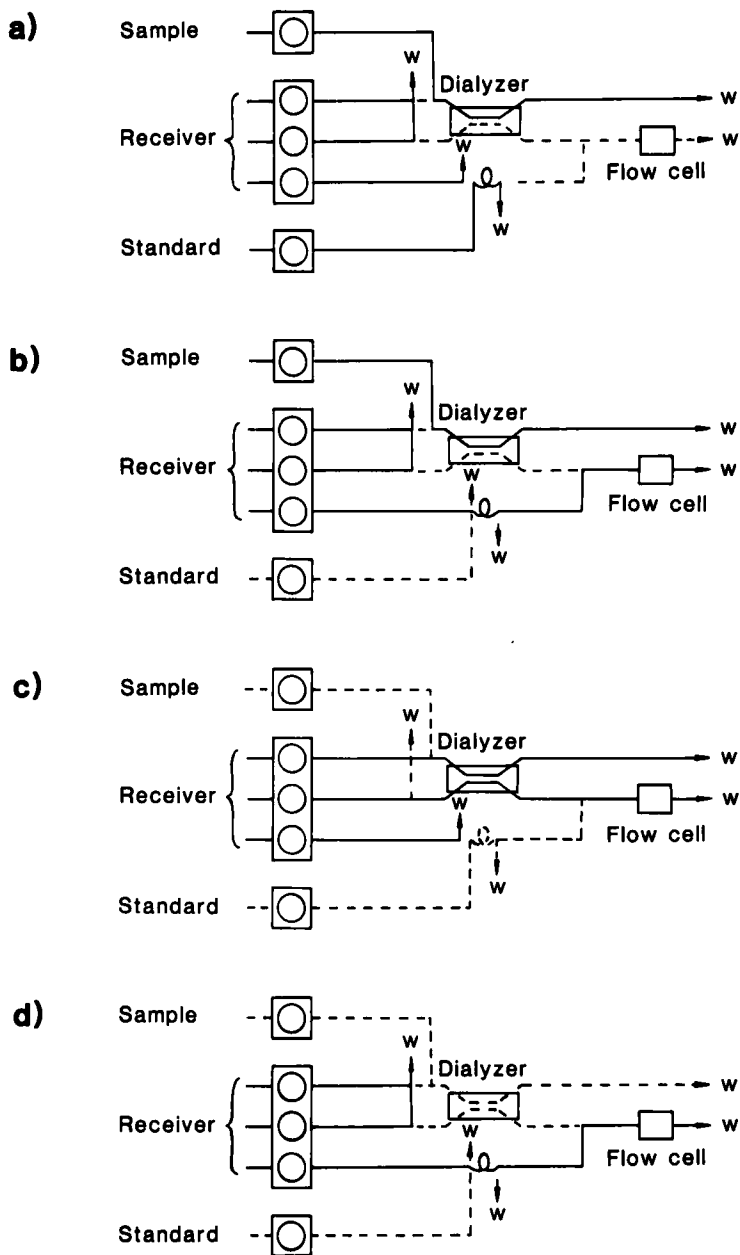 a)
Sample
W
Dialyzer
W
Receiver
W
W
Flow cell
W
Standard
b)
Sample
W
Dialyzer
W
Receiver
W
W
Flow cell
W
Standard
c)
Sample
W
Dialyzer
W
Receiver
W
W
Flow cell
W
Standard
d)
Sample
W
Dialyzer
W
Receiver
W
W
Flow cell
W
Standard